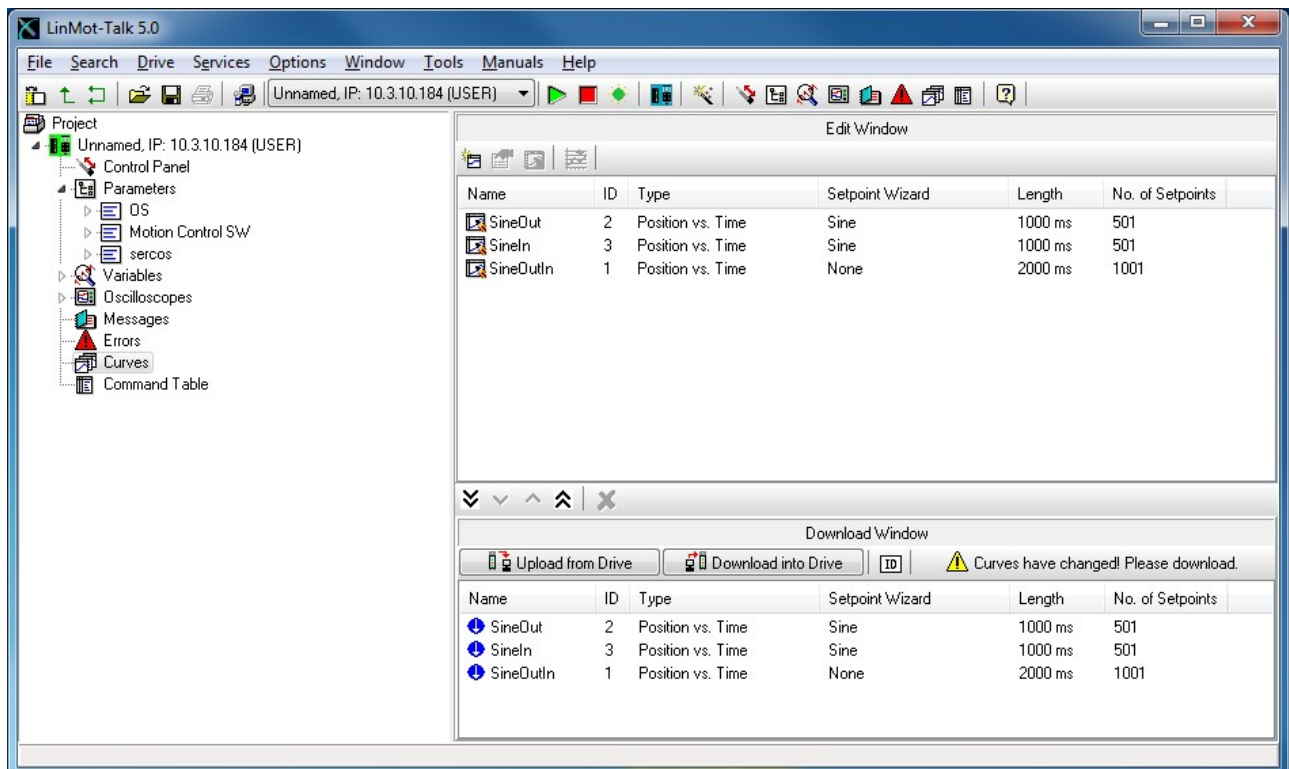 LinMot-Talk 5.0
File Search Drive Services Options Window Tools Manuals Help
Unnamed, IP: 10.3.10.184 (USER)
Project
Unnamed, IP: 10.3.10.184 (USER)
Control Panel
Parameters
OS
Motion Control SW
sercos
Variables
Oscilloscopes
Messages
Errors
Curves
Command Table
Edit Window
Name ID Type Setpoint Wizard Length No. of Setpoints
SineOut 2 Position vs. Time Sine 1000 ms 501
SineIn 3 Position vs. Time Sine 1000 ms 501
SineOutIn 1 Position vs. Time None 2000 ms 1001
Download Window
Upload from Drive Download into Drive ID Curves have changed! Please download.
Name ID Type Setpoint Wizard Length No. of Setpoints
SineOut 2 Position vs. Time Sine 1000 ms 501
SineIn 3 Position vs. Time Sine 1000 ms 501
SineOutIn 1 Position vs. Time None 2000 ms 1001